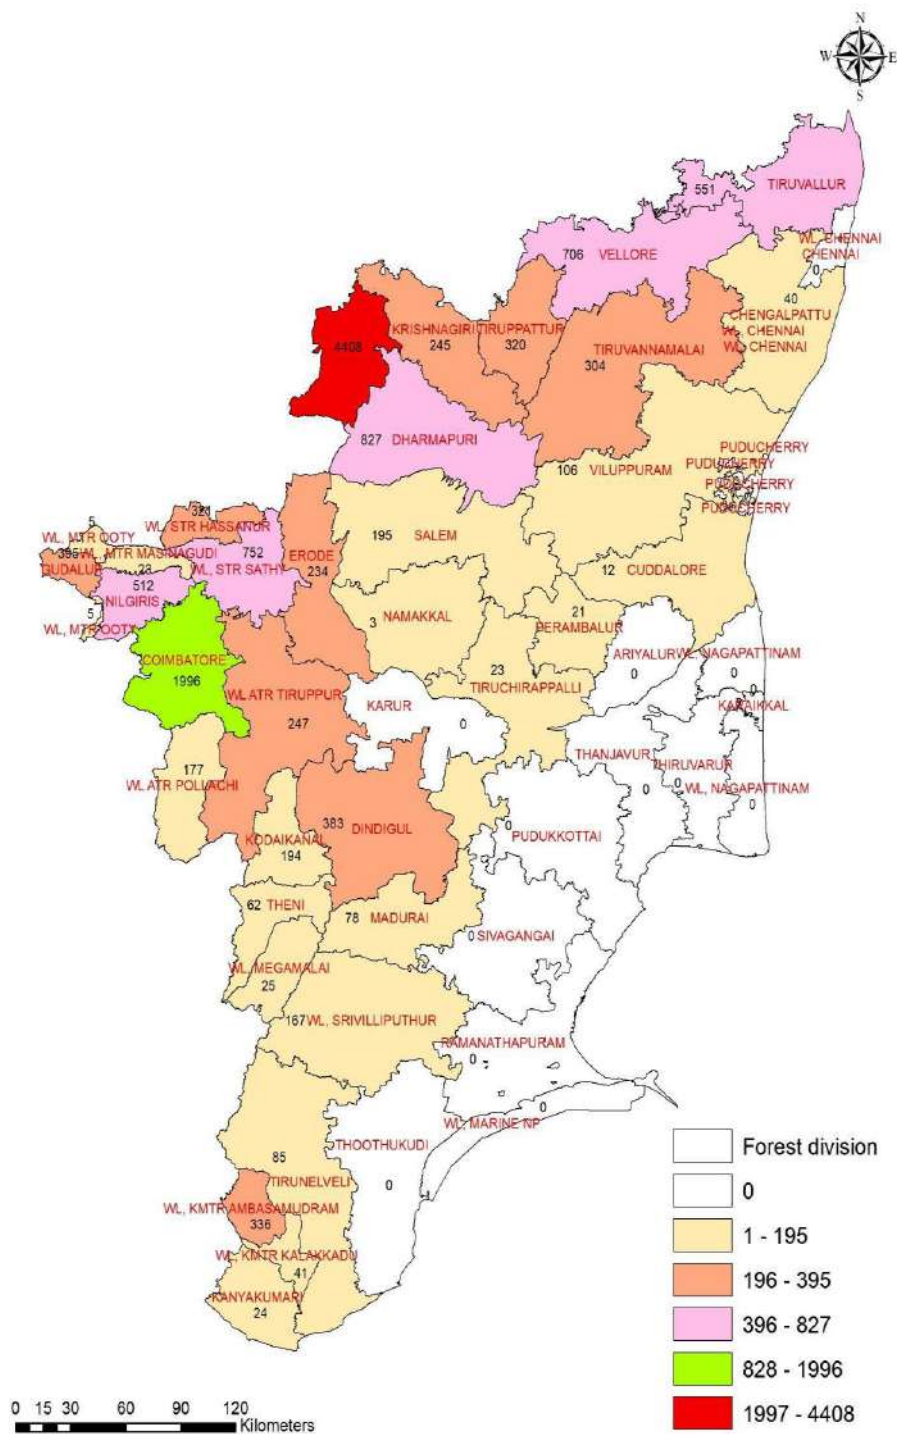 N
W E
S
TIRUVALLUR
551
VELLORE
706
WL, CHENNAI
CHENNAI
0
40
CHENGALPATTU
WL, CHENNAI
WL, CHENNAI
KRISHNAGIRI
245
TIRUPPATTUR
320
TIRUVANNAMALAI
304
4408
827 DHARMAPURI
106 VILUPPURAM
PUDUCHERRY
PUDUCHERRY
PUDUCHERRY
PUDUCHERRY
195 SALEM
12 CUDDALORE
5
WL, MTR OOTY
WL, STR HASSANUR
395
WL, MTR MASINAGUDI
GUDALUR
23
752
WL, STR SATHY
ERODE
234
512
NILGIRIS
5
WL, MTR OOTY
3 NAMAKKAL
21
PERAMBALUR
ARIYALUR
0
WL, NAGAPATTINAM
0
0
KARAIKKAL
COIMBATORE
1996
23
TIRUCHIRAPPALLI
WL ATR TIRUPPUR
247
KARUR
0
THANJAVUR
0
THIRUVARUR
0
WL, NAGAPATTINAM
0
177
WL ATR POLLACHI
KODAIKANAL
194
383 DINDIGUL
0
PUDUKKOTTAI
62 THENI
78 MADURAI
0 SIVAGANGAI
WL, MEGAMALAI
25
167 WL, SRIVILLIPUTHUR
RAMANATHAPURAM
0
0
WL, MARINE NP
THOOTHUKUDI
0
85
TIRUNELVELI
WL, KMTR AMBASAMUDRAM
336
WL, KMTR KALAKKADU
41
KANYAKUMARI
24
Forest division
0
1 - 195
196 - 395
396 - 827
828 - 1996
1997 - 4408
0 15 30 60 90 120
Kilometers